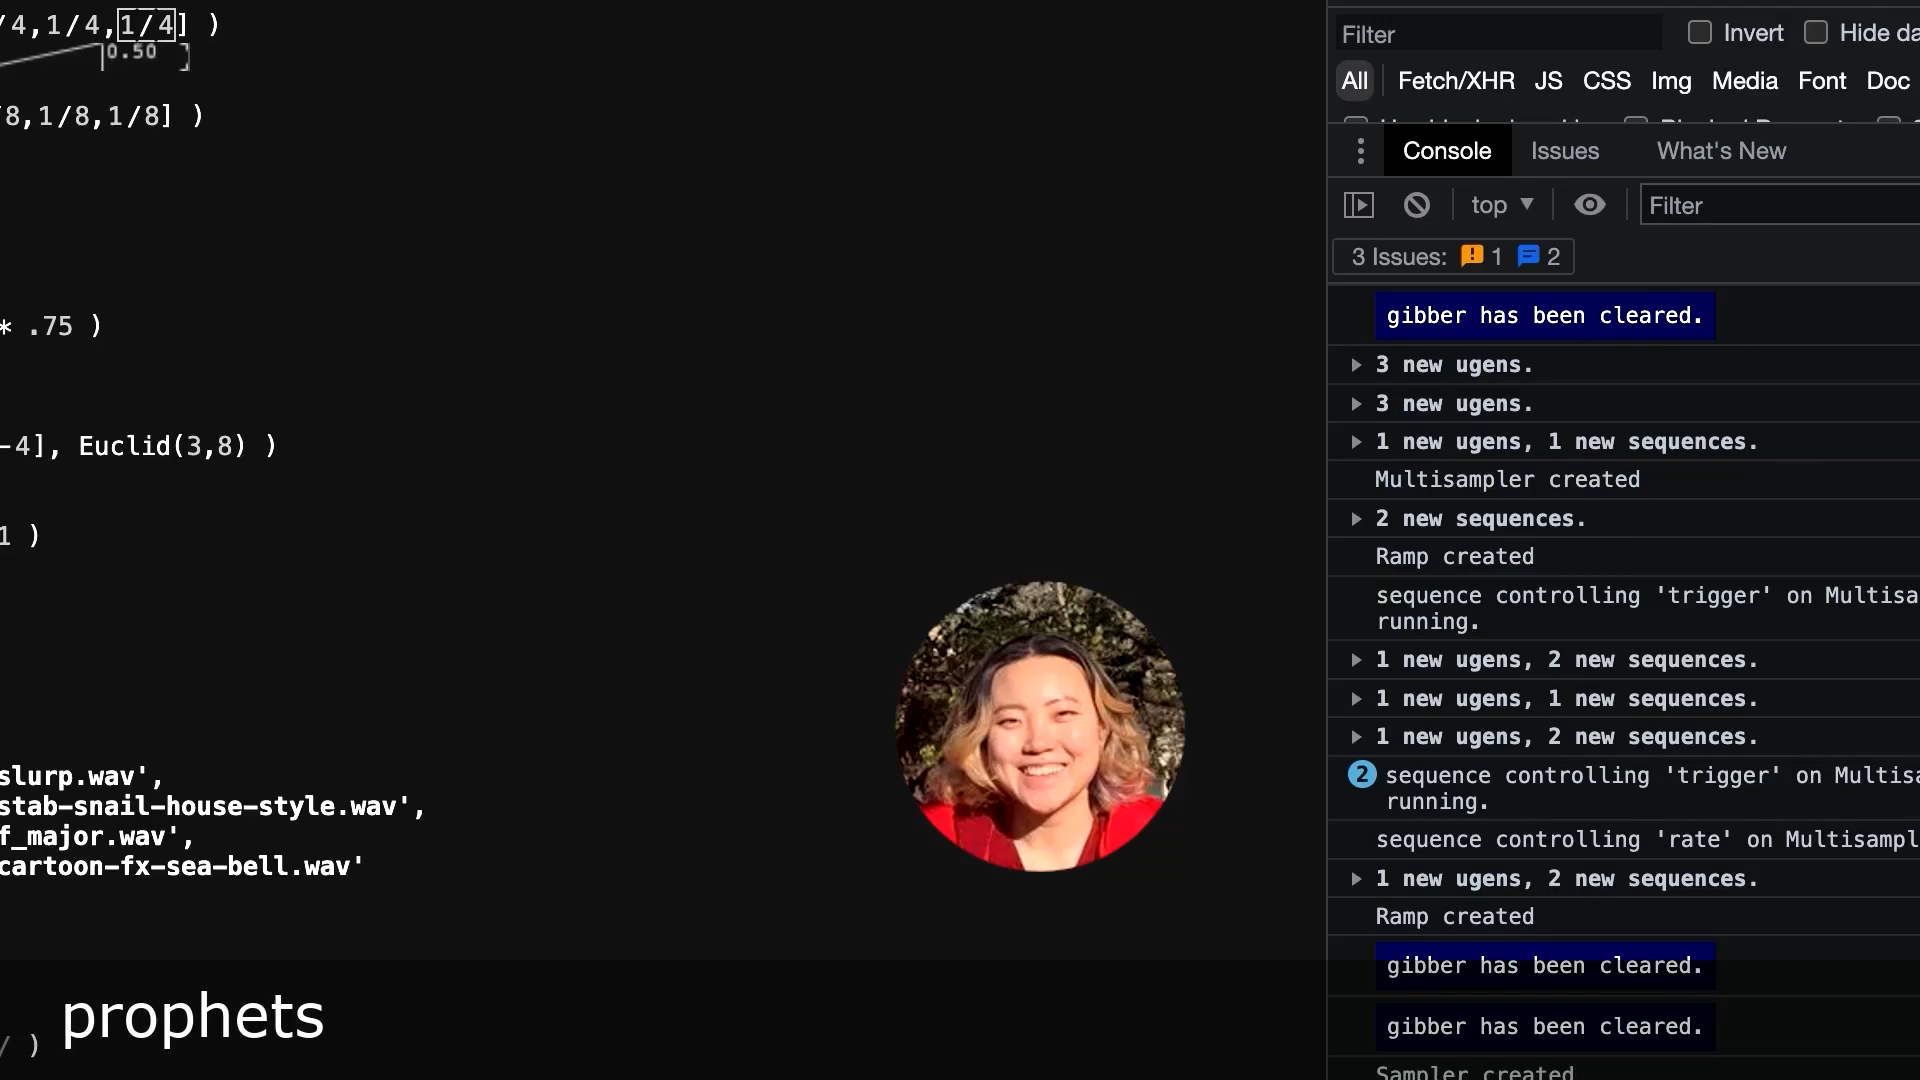 /4,1/4,1/4] )
0.50 ]
/8,1/8,1/8] )
* .75 )
-4], Euclid(3,8) )
1 )
slurp.wav',
stab-snail-house-style.wav',
f_major.wav',
cartoon-fx-sea-bell.wav'
/ )
prophets
Filter
Invert
Hide da
All
Fetch/XHR JS CSS Img Media Font Doc
Console
Issues
What's New
top
Filter
3 Issues: 1 2
gibber has been cleared.
3 new ugens.
3 new ugens.
1 new ugens, 1 new sequences.
Multisampler created
2 new sequences.
Ramp created
sequence controlling 'trigger' on Multisa
running.
1 new ugens, 2 new sequences.
1 new ugens, 1 new sequences.
1 new ugens, 2 new sequences.
2 sequence controlling 'trigger' on Multisa
running.
sequence controlling 'rate' on Multisampl
1 new ugens, 2 new sequences.
Ramp created
gibber has been cleared.
gibber has been cleared.
Sampler created